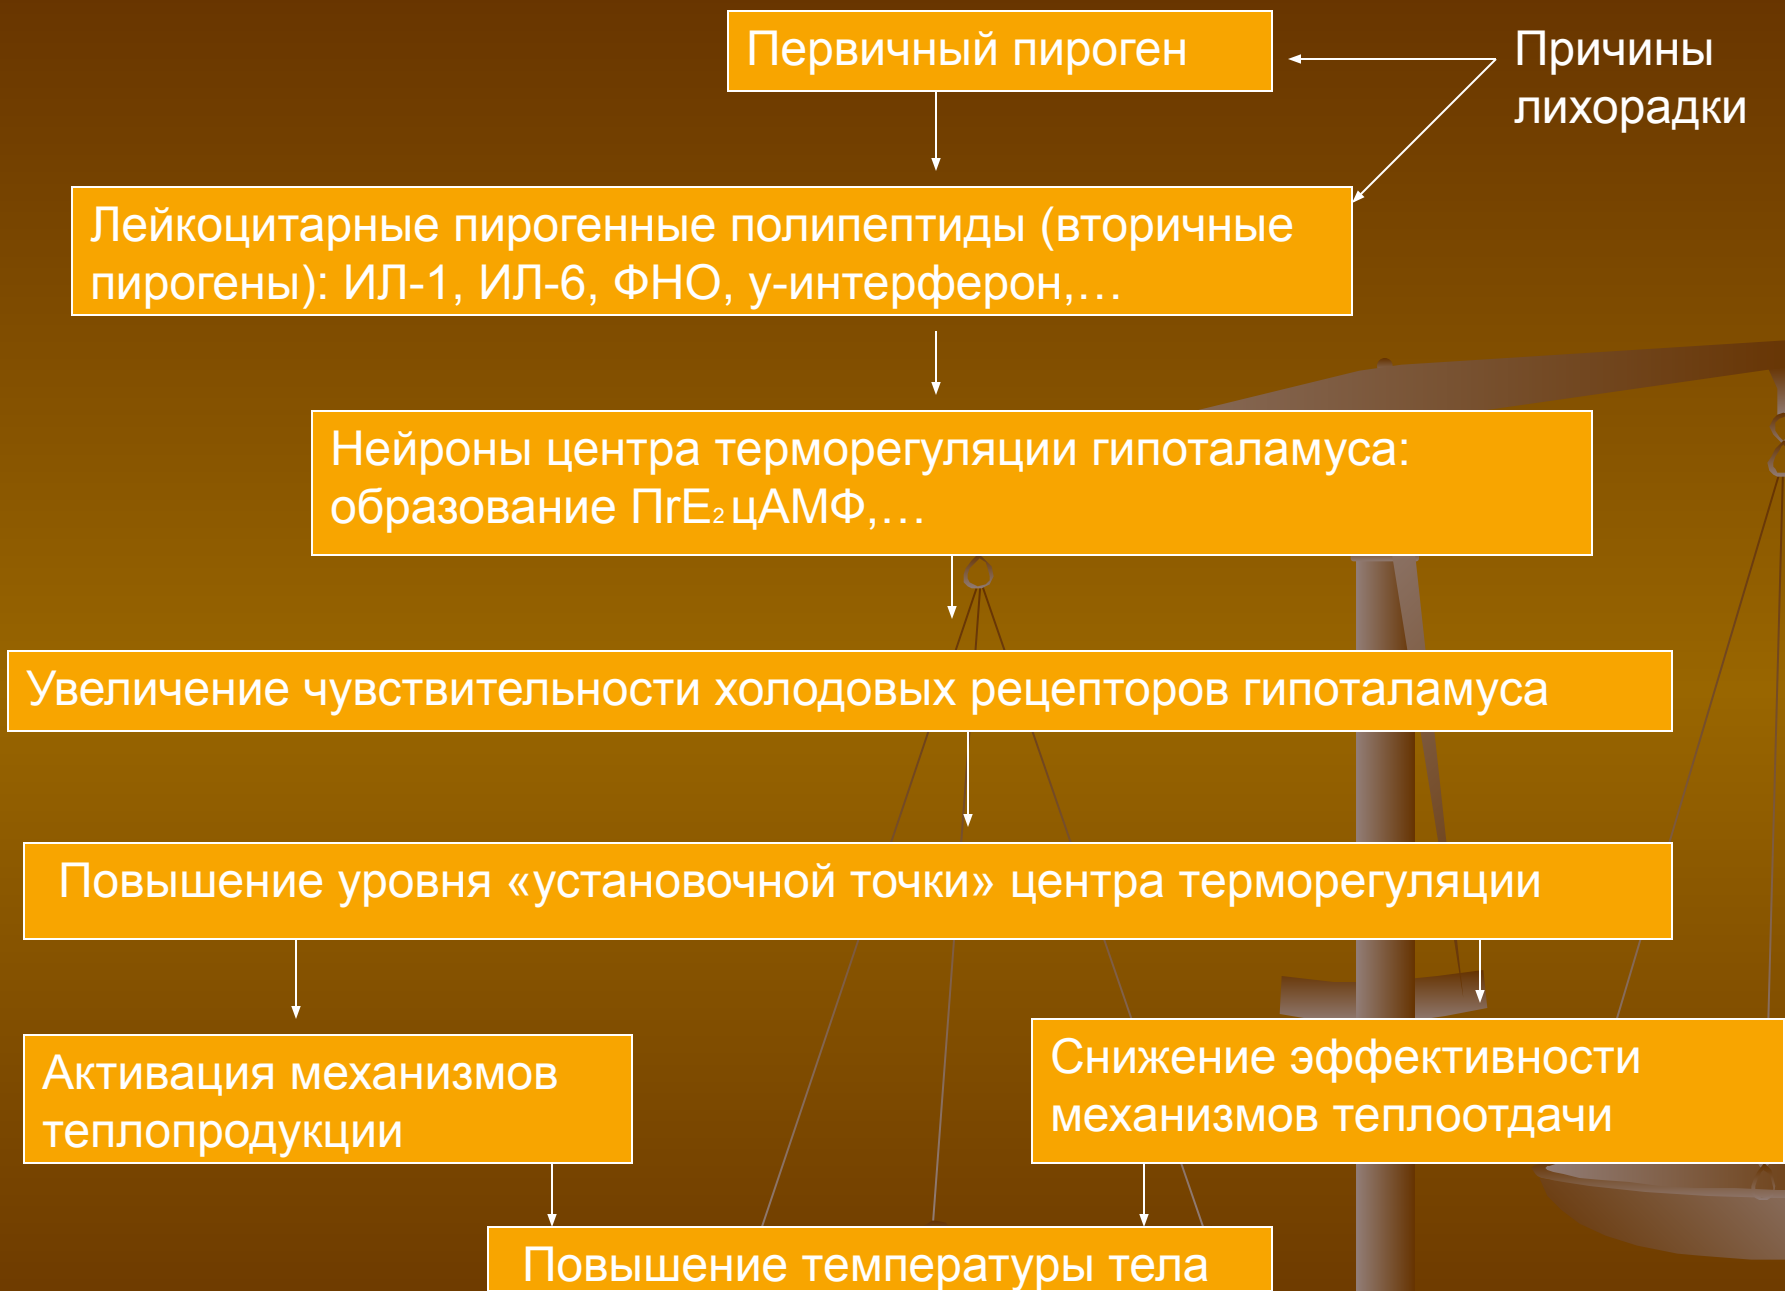 Первичный пироген
Причины
лихорадки
Лейкоцитарные пирогенные полипептиды (вторичные
пирогены): ИЛ-1, ИЛ-6, ФНО, у-интерферон,…
Нейроны центра терморегуляции гипоталамуса:
образование ПгЕ₂ цАМФ,…
Увеличение чувствительности холодовых рецепторов гипоталамуса
Повышение уровня «установочной точки» центра терморегуляции
Активация механизмов
теплопродукции
Снижение эффективности
механизмов теплоотдачи
Повышение температуры тела